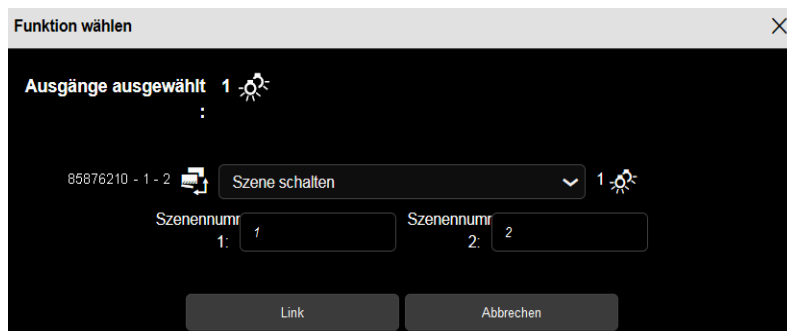 Funktion wählen
Ausgänge ausgewählt 1
:
85876210 - 1 - 2 Szene schalten 1
Szenennumr 1 Szenennumr 2
1: 2:
Link Abbrechen